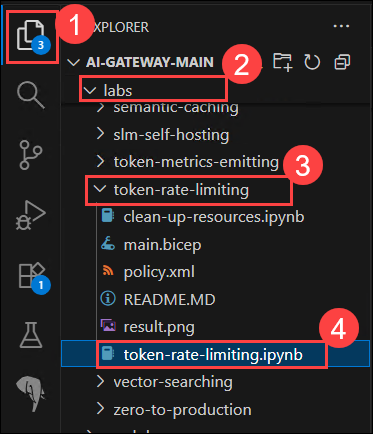 1
3
EXPLORER
...
AI-GATEWAY-MAIN
2
labs
semantic-caching
slm-self-hosting
token-metrics-emitting
3
token-rate-limiting
clean-up-resources.ipynb
main.bicep
policy.xml
README.MD
result.png
1
4
token-rate-limiting.ipynb
vector-searching
zero-to-production